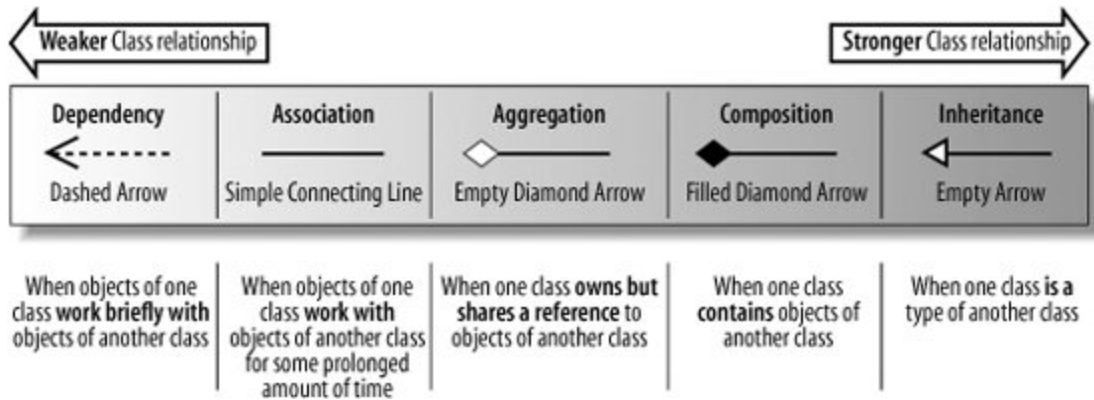 Weaker Class relationship
Stronger Class relationship
Dependency
Association
Aggregation
Composition
Inheritance
Dashed Arrow
Simple Connecting Line
Empty Diamond Arrow
Filled Diamond Arrow
Empty Arrow
When objects of one
class work briefly with
objects of another class
When objects of one
class work with
objects of another class
for some prolonged
amount of time
When one class owns but
shares a reference to
objects of another class
When one class
contains objects of
another class
When one class is a
type of another class